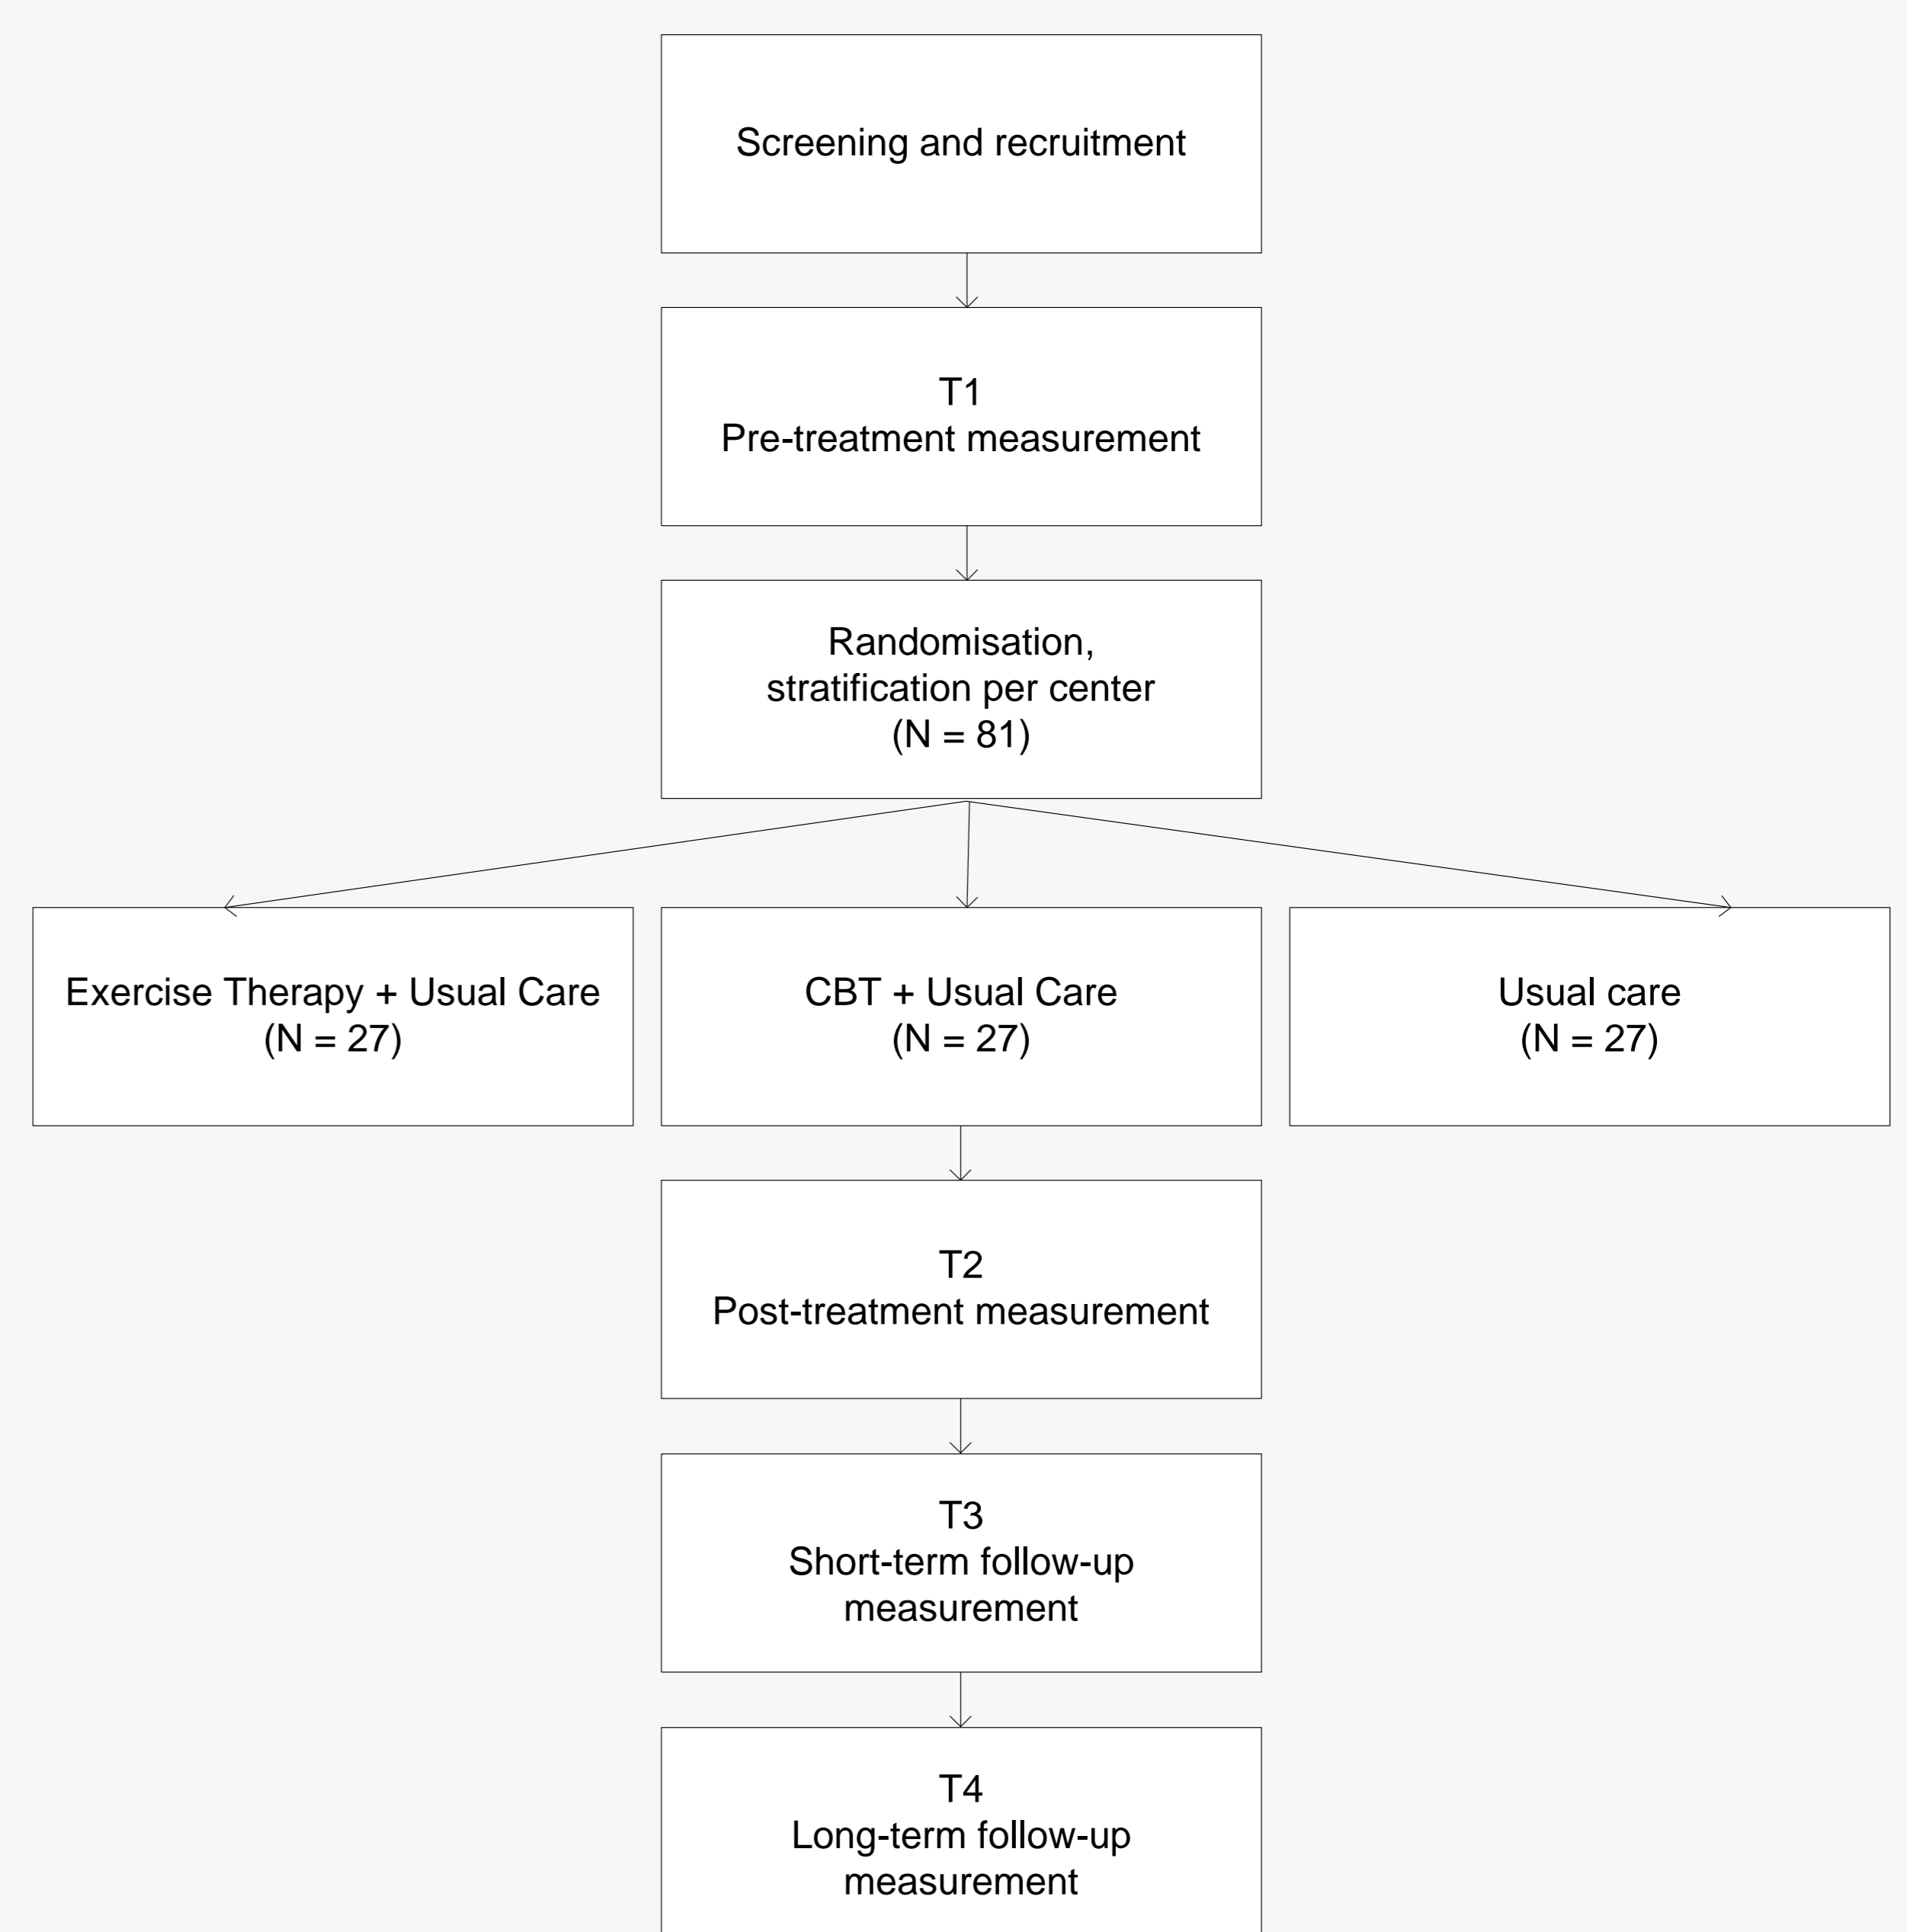 Screening and recruitment
T1
Pre-treatment measurement
Randomisation,
stratification per center
(N = 81)
Exercise Therapy + Usual Care
(N = 27)
CBT + Usual Care
(N = 27)
Usual care
(N = 27)
T2
Post-treatment measurement
T3
Short-term follow-up
measurement
T4
Long-term follow-up
measurement